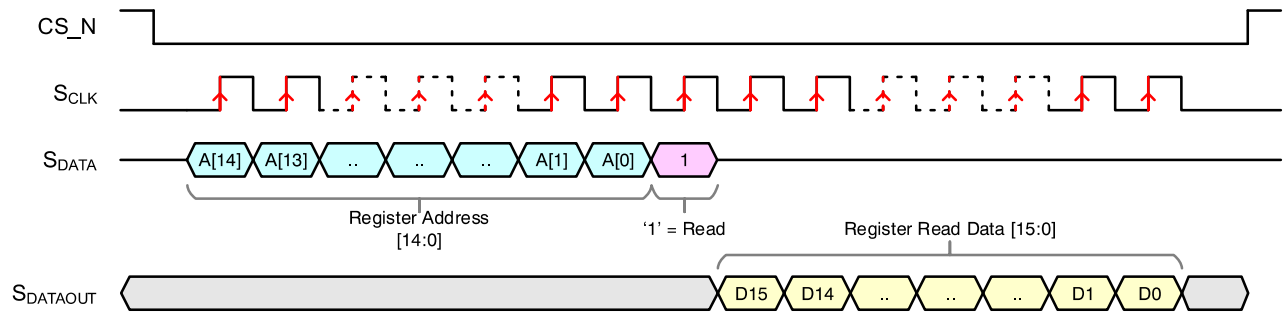 CS_N
SCLK
SDATA
A[14] A[13] .. .. .. A[1] A[0] 1
Register Address
[14:0]
‘1’ = Read
Register Read Data [15:0]
SDATAOUT
D15 D14 .. .. .. D1 D0